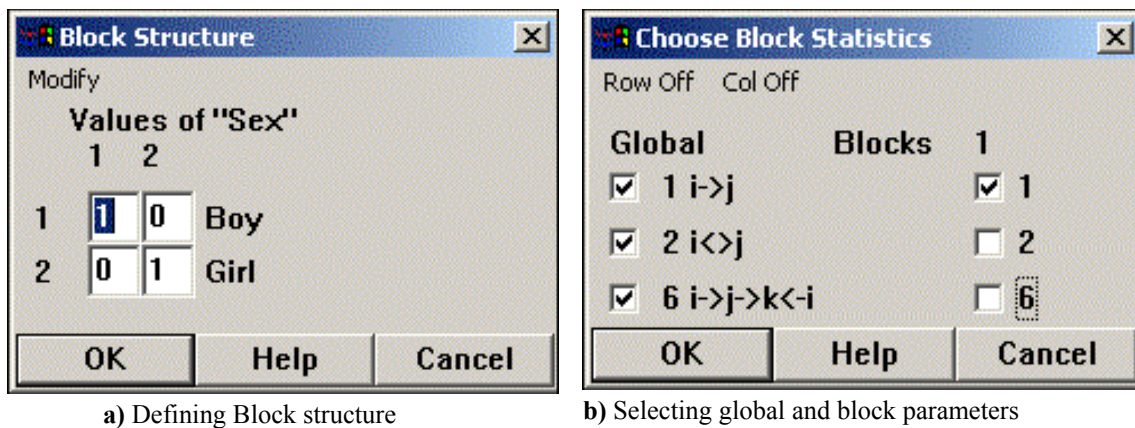 Block Structure
Modify
Values of "Sex"
1 2
1 1 0 Boy
2 0 1 Girl
OK Help Cancel
a) Defining Block structure
Choose Block Statistics
Row Off Col Off
Global Blocks 1
1 i->j 1
2 i<>j 2
6 i->j->k<-i 6
OK Help Cancel
b) Selecting global and block parameters